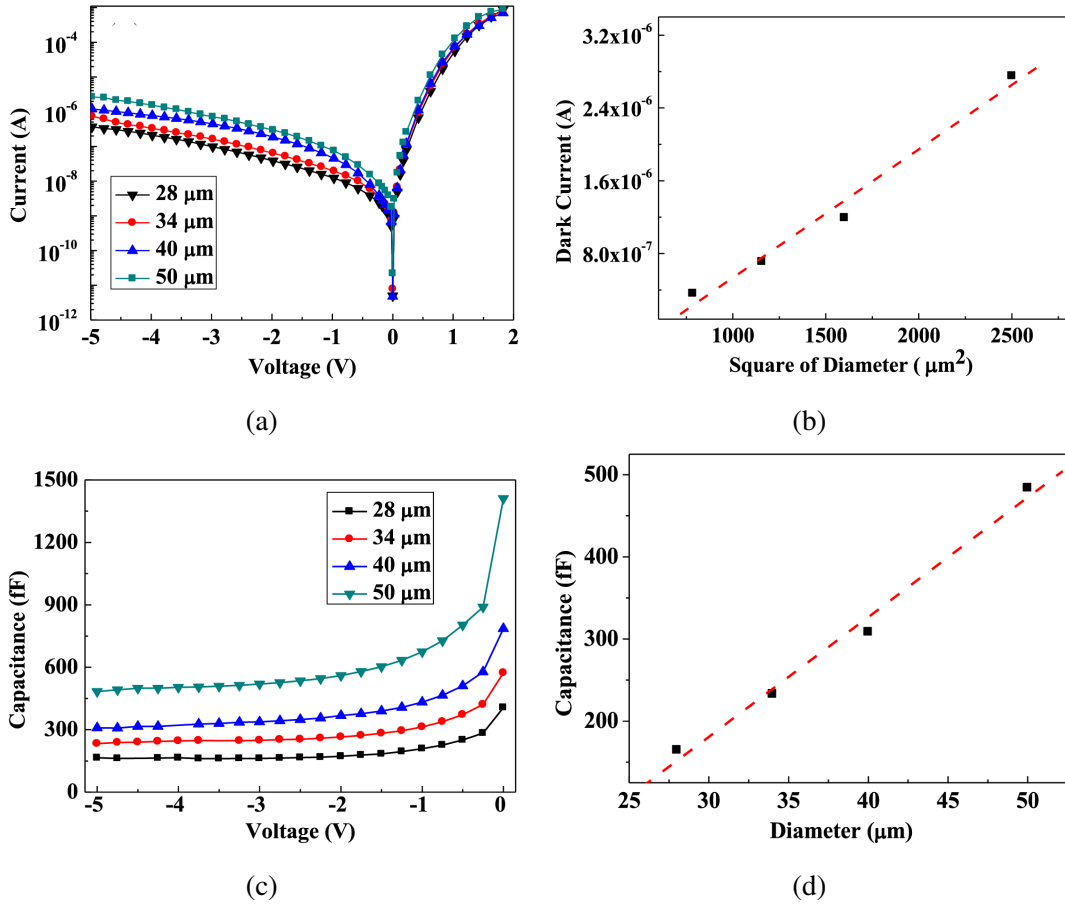 10⁻⁴
10⁻⁶
10⁻⁸
10⁻¹⁰
10⁻¹²
Current (A)
28 μm
34 μm
40 μm
50 μm
-5 -4 -3 -2 -1 0 1 2
Voltage (V)
(a)
3.2x10⁻⁶
2.4x10⁻⁶
1.6x10⁻⁶
8.0x10⁻⁷
Dark Current (A)
1000 1500 2000 2500
Square of Diameter ( μm²)
(b)
1500
1200
900
600
300
0
Capacitance (fF)
28 μm
34 μm
40 μm
50 μm
-5 -4 -3 -2 -1 0
Voltage (V)
(c)
500
400
300
200
Capacitance (fF)
25 30 35 40 45 50
Diameter (μm)
(d)